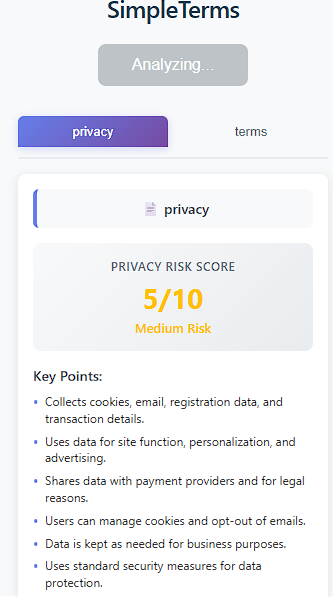 SimpleTerms
Analyzing...
privacy
terms
privacy
PRIVACY RISK SCORE
5/10
Medium Risk
Key Points:
• Collects cookies, email, registration data, and
transaction details.
• Uses data for site function, personalization, and
advertising.
• Shares data with payment providers and for legal
reasons.
• Users can manage cookies and opt-out of emails.
• Data is kept as needed for business purposes.
• Uses standard security measures for data
protection.